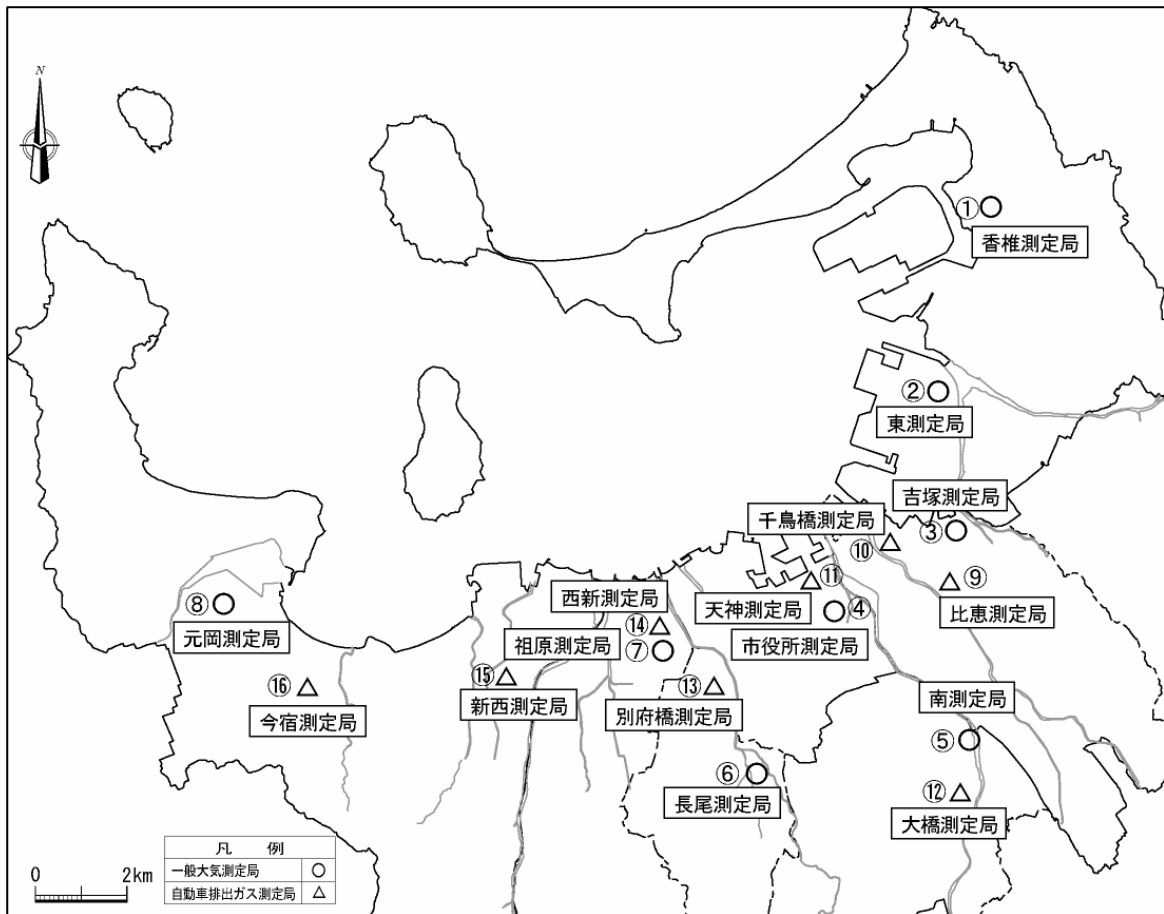 N
①
香椎測定局
②
東測定局
吉塚測定局
③
千鳥橋測定局
⑩
⑨
比恵測定局
⑪
天神測定局
④
市役所測定局
西新測定局
⑭
祖原測定局
⑦
⑧
元岡測定局
⑯
今宿測定局
⑮
新西測定局
⑬
別府橋測定局
南測定局
⑤
⑥
長尾測定局
⑫
大橋測定局
凡 例
一般大気測定局
自動車排出ガス測定局
0 2km